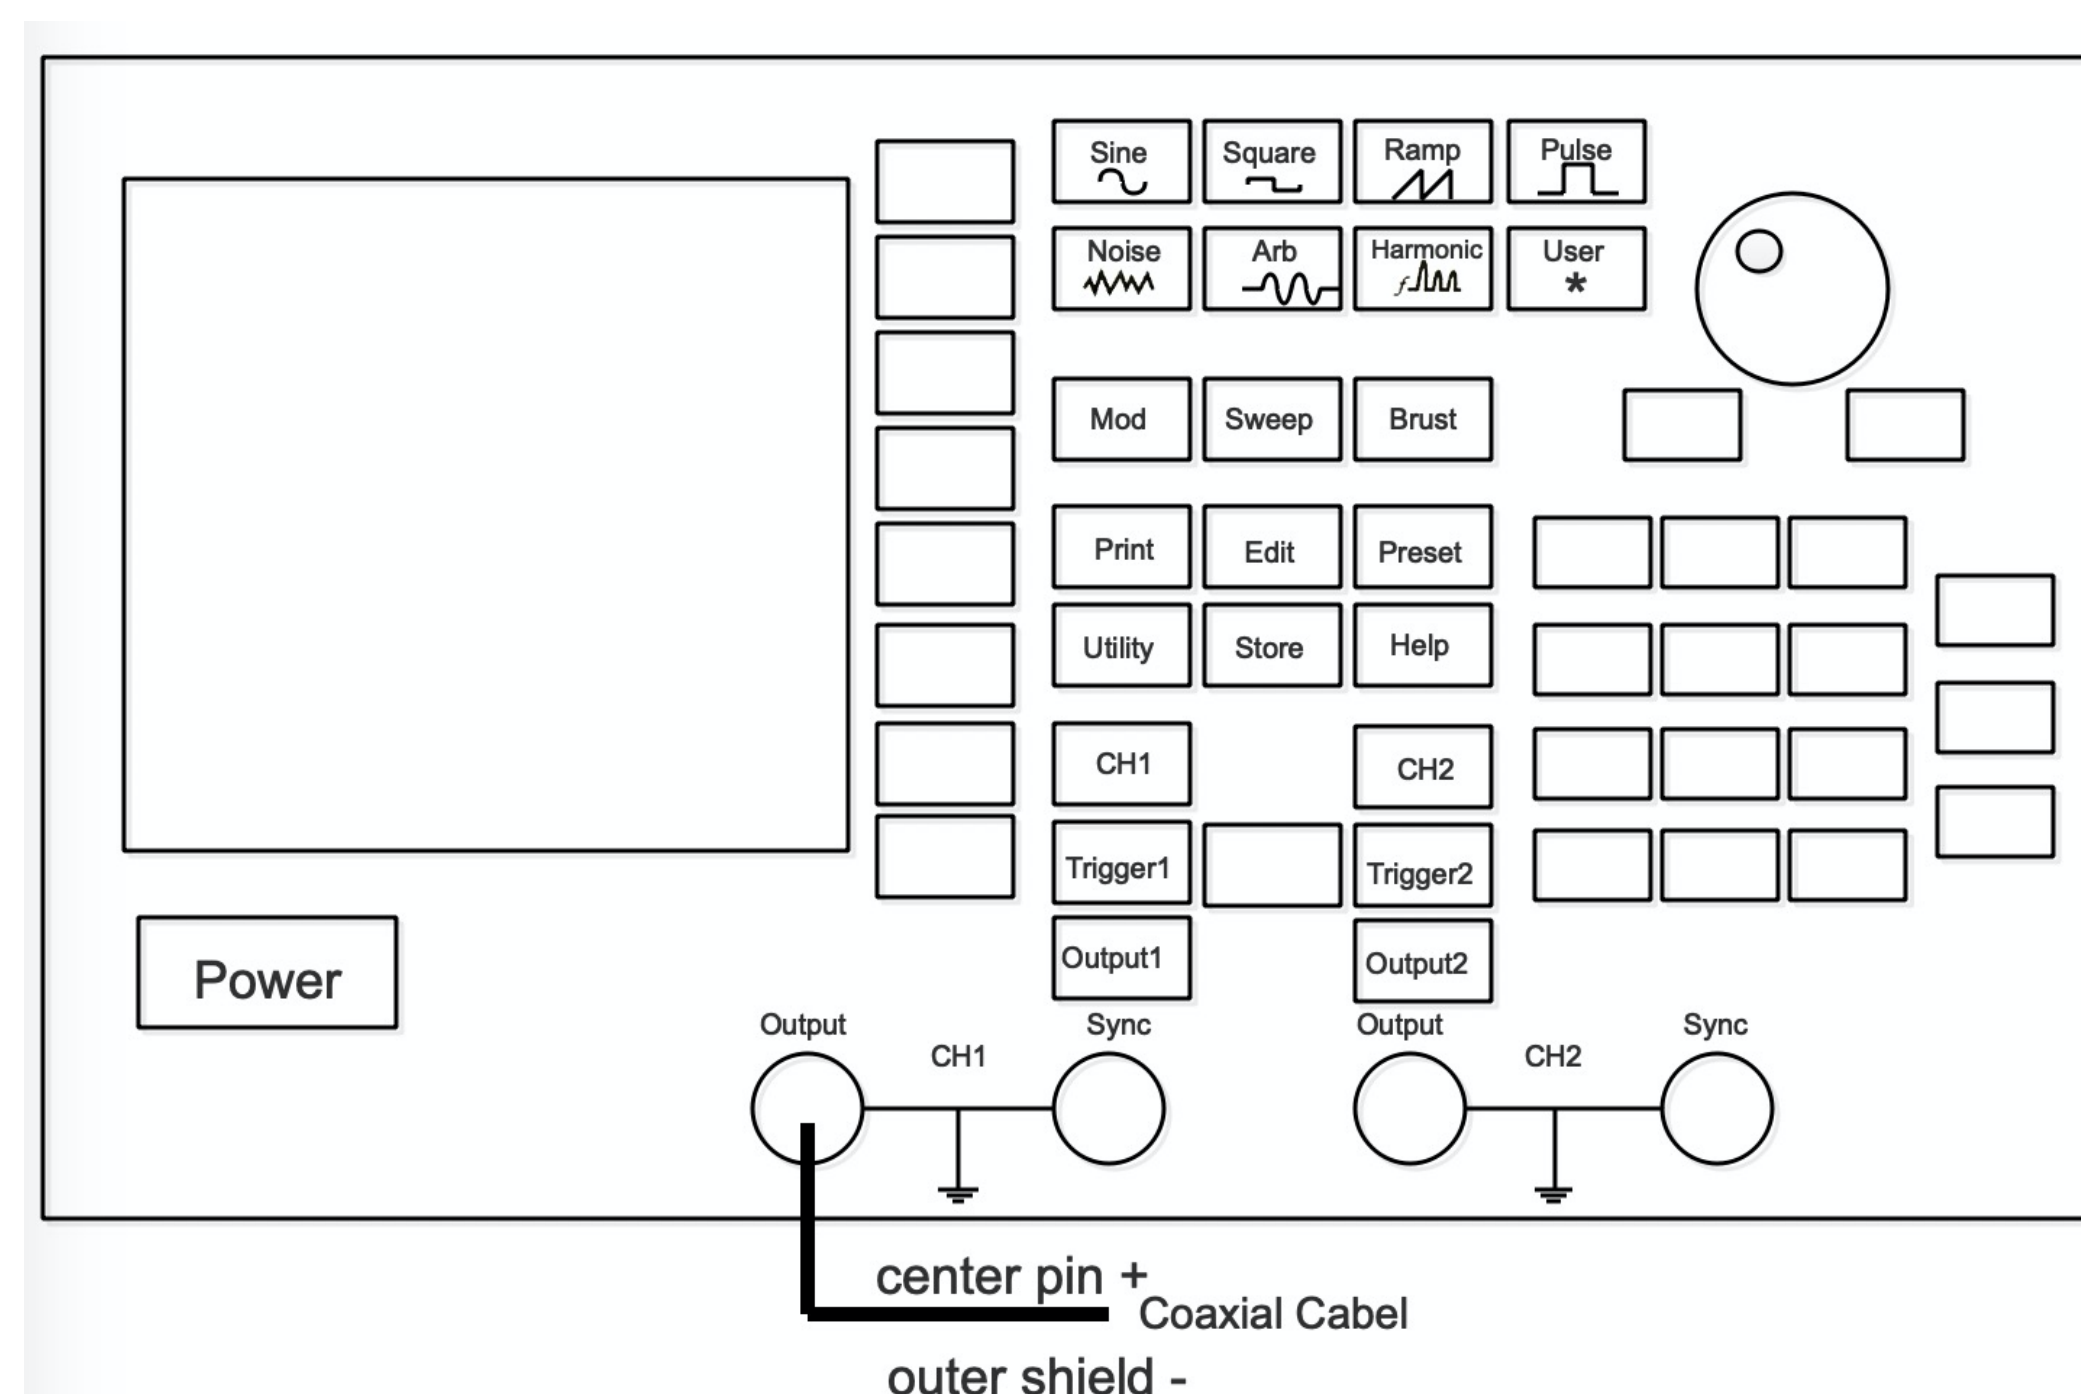 Sine Square Ramp Pulse
Noise Arb Harmonic User
*
f
Mod Sweep Brust
Print Edit Preset
Utility Store Help
CH1 CH2
Trigger1 Trigger2
Output1 Output2
Power
Output Sync Output Sync
CH1 CH2
center pin +
Coaxial Cabel
outer shield -